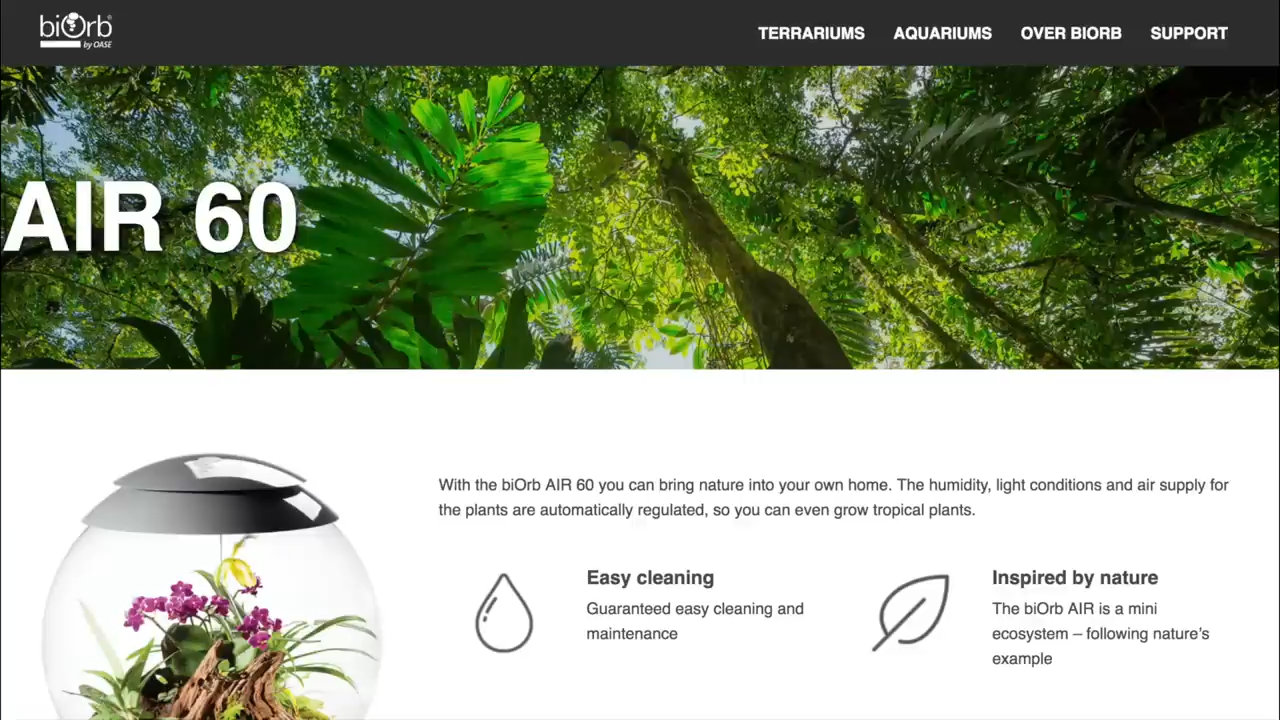 biOrb®
by OASE
TERRARIUMS AQUARIUMS OVER BIORB SUPPORT
AIR 60
With the biOrb AIR 60 you can bring nature into your own home. The humidity, light conditions and air supply for
the plants are automatically regulated, so you can even grow tropical plants.
Easy cleaning
Guaranteed easy cleaning and
maintenance
Inspired by nature
The biOrb AIR is a mini
ecosystem – following nature’s
example